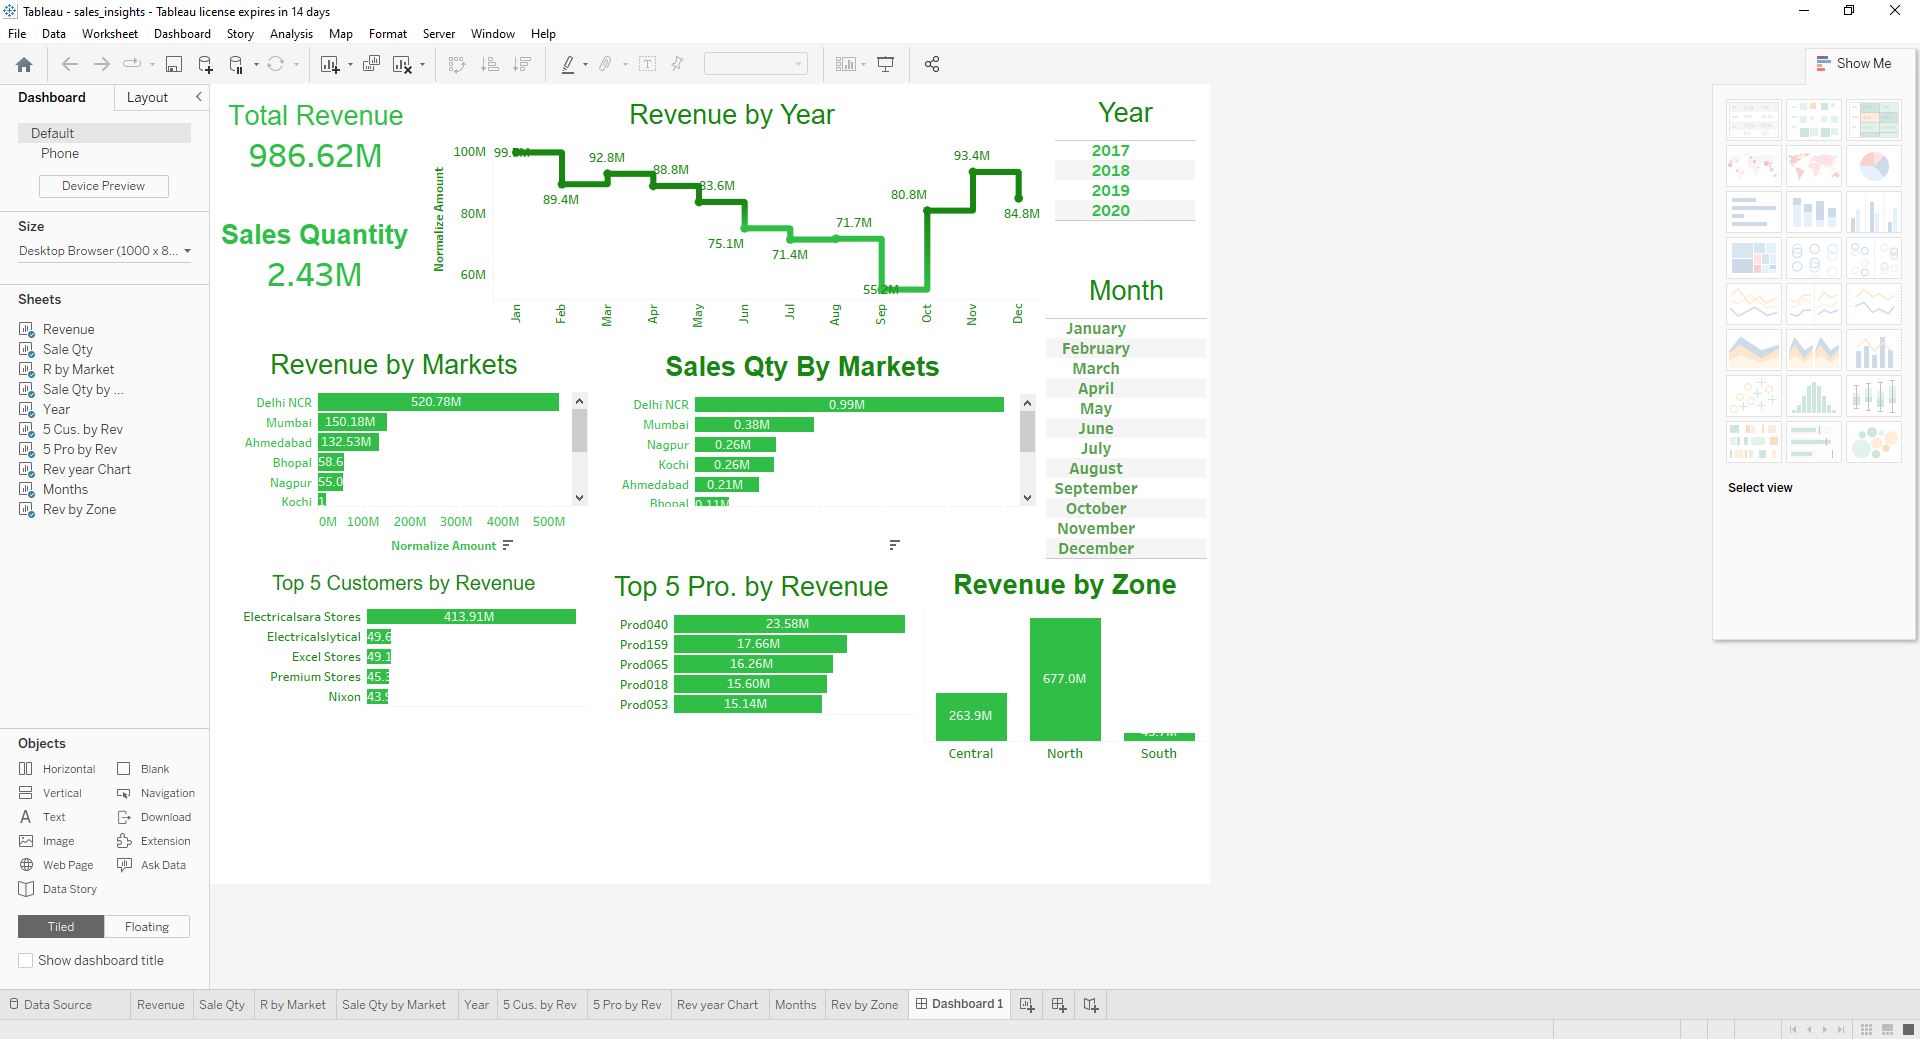 Tableau - sales_insights - Tableau license expires in 14 days
File Data Worksheet Dashboard Story Analysis Map Format Server Window Help
Show Me
Dashboard Layout
Default
Phone
Device Preview
Size
Desktop Browser (1000 x 8...
Sheets
Revenue
Sale Qty
R by Market
Sale Qty by ...
Year
5 Cus. by Rev
5 Pro by Rev
Rev year Chart
Months
Rev by Zone
Objects
Horizontal Blank
Vertical Navigation
Text Download
Image Extension
Web Page Ask Data
Data Story
Tiled Floating
Show dashboard title
Total Revenue
986.62M
Sales Quantity
2.43M
Revenue by Year
Normalize Amount
100M
80M
60M
89.4M
92.8M
88.8M
83.6M
75.1M
71.4M
71.7M
55.2M
80.8M
93.4M
84.8M
Jan Feb Mar Apr May Jun Jul Aug Sep Oct Nov Dec
Year
2017
2018
2019
2020
Month
January
February
March
April
May
June
July
August
September
October
November
December
Revenue by Markets
Delhi NCR 520.78M
Mumbai 150.18M
Ahmedabad 132.53M
Bhopal 58.6
Nagpur 55.0
Kochi 1
0M 100M 200M 300M 400M 500M
Normalize Amount
Sales Qty By Markets
Delhi NCR 0.99M
Mumbai 0.38M
Nagpur 0.26M
Kochi 0.26M
Ahmedabad 0.21M
Bhopal 0.11M
Top 5 Customers by Revenue
Electricalsara Stores 413.91M
Electricalslytical 49.6
Excel Stores 49.1
Premium Stores 45.3
Nixon 43.9
Top 5 Pro. by Revenue
Prod040 23.58M
Prod159 17.66M
Prod065 16.26M
Prod018 15.60M
Prod053 15.14M
Revenue by Zone
263.9M
677.0M
Central North South
Select view
Data Source Revenue Sale Qty R by Market Sale Qty by Market Year 5 Cus. by Rev 5 Pro by Rev Rev year Chart Months Rev by Zone Dashboard 1